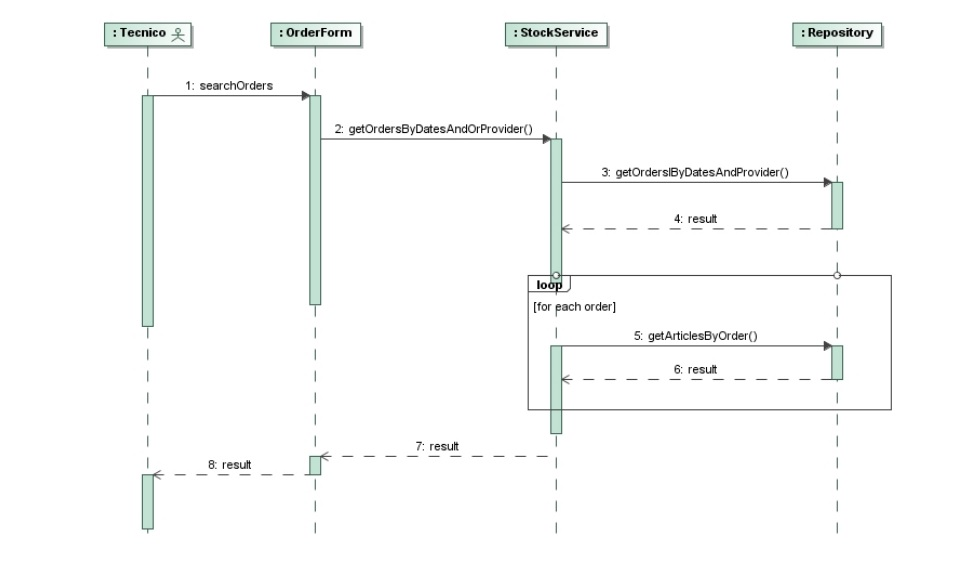 : Tecnico
: OrderForm
: StockService
: Repository
1: searchOrders
2: getOrdersByDatesAndOrProvider()
3: getOrdersIByDatesAndProvider()
4: result
loop
[for each order]
5: getArticlesByOrder()
6: result
7: result
8: result